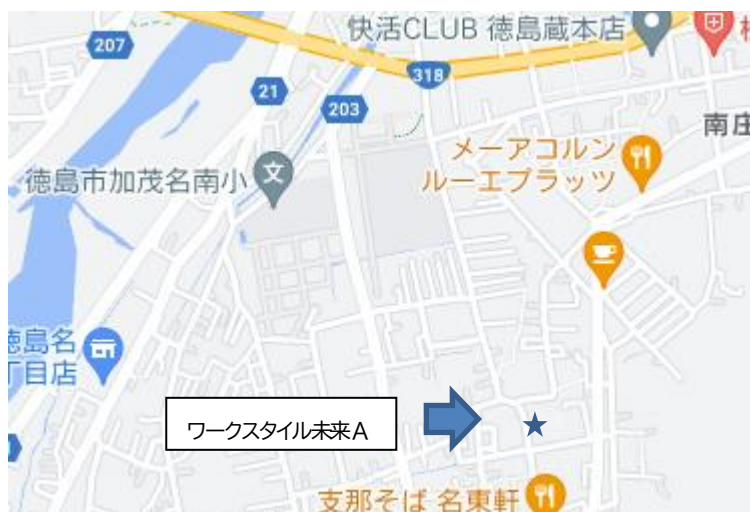 快活CLUB 徳島蔵本店
207
318
21
203
南庄
メーアコルン
ルーエプラッツ
徳島市加茂名南小
文
徳島名
丁目店
ワークスタイル未来A
支那そば 名東軒